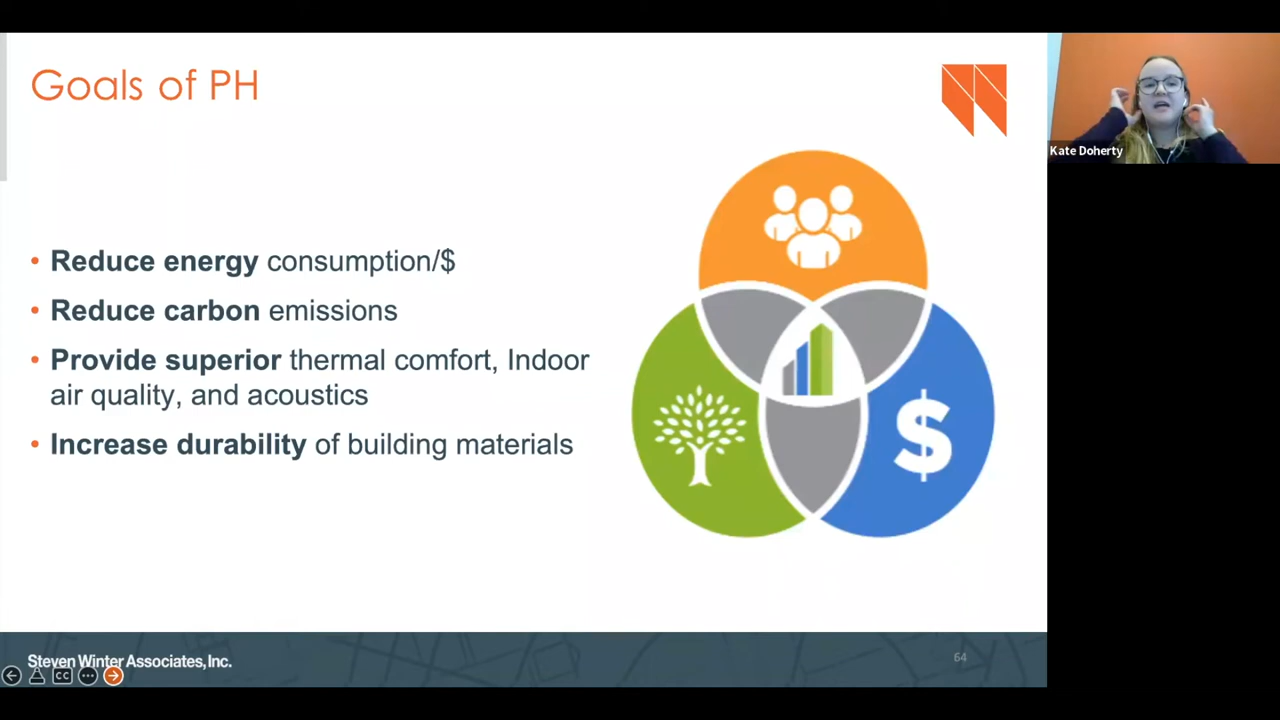 Goals of PH
Kate Doherty
• Reduce energy consumption/$
• Reduce carbon emissions
• Provide superior thermal comfort, Indoor
air quality, and acoustics
• Increase durability of building materials
$
Steven Winter Associates, Inc.
64
CC